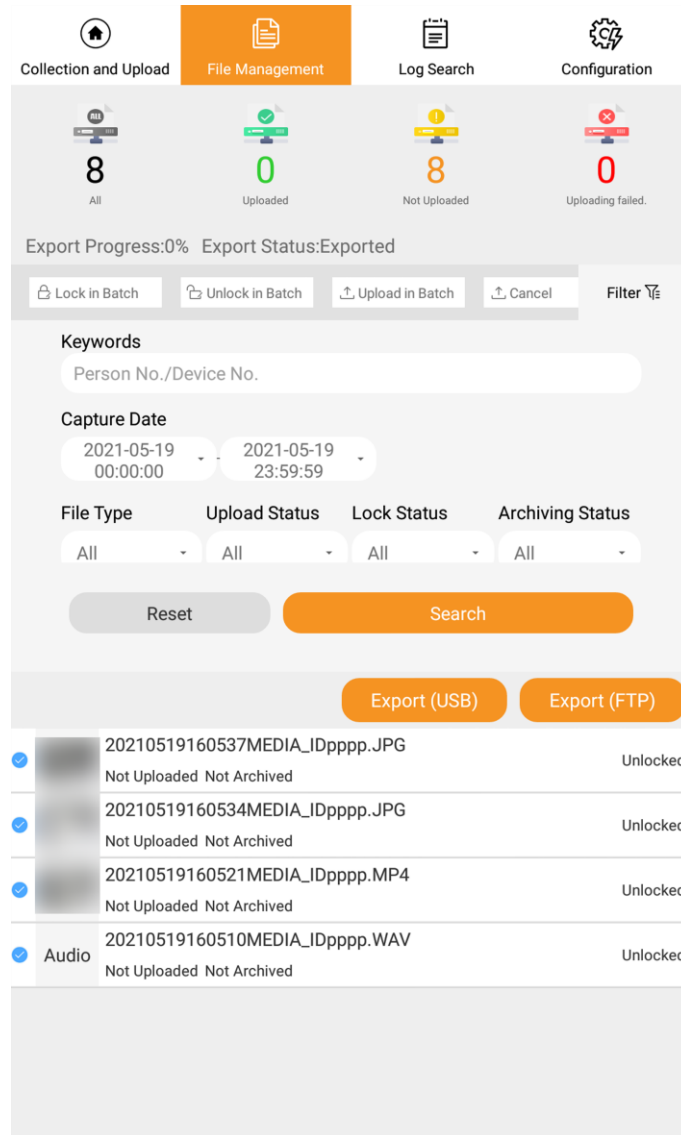 Collection and Upload File Management Log Search Configuration
ALL
8 0 8 0
All Uploaded Not Uploaded Uploading failed.
Export Progress:0% Export Status:Exported
Lock in Batch Unlock in Batch Upload in Batch Cancel Filter
Keywords
Person No./Device No.
Capture Date
2021-05-19 00:00:00 - 2021-05-19 23:59:59
File Type Upload Status Lock Status Archiving Status
All All All All
Reset Search
Export (USB) Export (FTP)
20210519160537MEDIA_IDpppp.JPG
Not Uploaded Not Archived Unlocked
20210519160534MEDIA_IDpppp.JPG
Not Uploaded Not Archived Unlocked
20210519160521MEDIA_IDpppp.MP4
Not Uploaded Not Archived Unlocked
Audio 20210519160510MEDIA_IDpppp.WAV
Not Uploaded Not Archived Unlocked